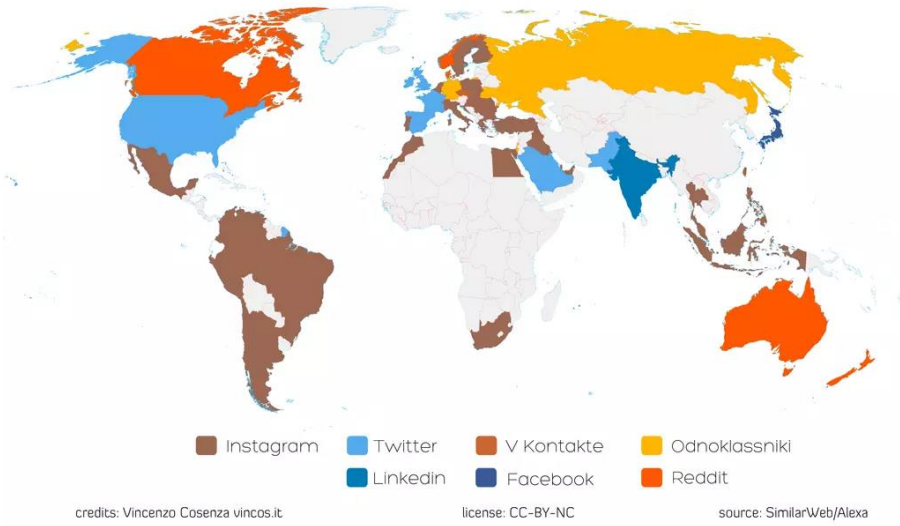 Instagram Twitter V Kontakte Odnoklassniki
Linkedin Facebook Reddit
credits: Vincenzo Cosenza vincos.it license: CC-BY-NC source: SimilarWeb/Alexa